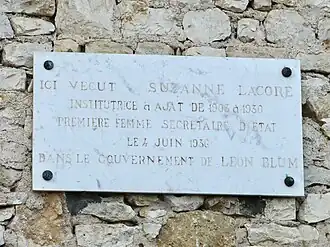 ICI VECUT SUZANNE LACORE
INSTITUTRICE à AJAT DE 1903 à 1930
PREMIERE FEMME SECRETAIRE D'ETAT
LE 4 JUIN 1936
DANS LE GOUVERNEMENT DE LEON BLUM